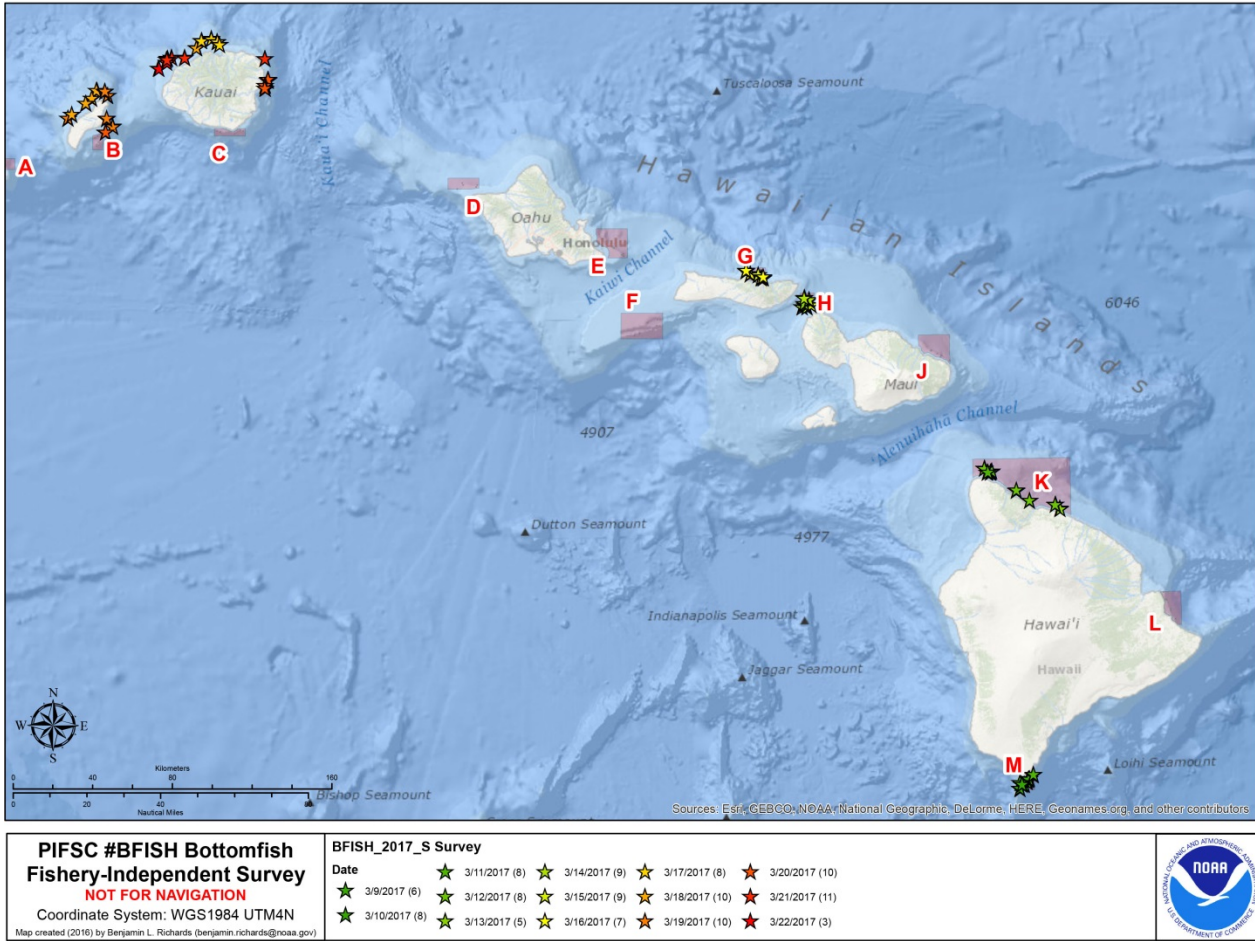 Tuscaloosa Seamount
Kauai
Kaua'i Channel
A
B
C
Hawaiian Islands
D
Oahu
Honolulu
E
Kaiwi Channel
F
G
H
6046
J
Maui
4907
'Alenuihāhā Channel
K
Dutton Seamount
4977
Indianapolis Seamount
Hawai'i
L
Hawaii
Jaggar Seamount
M
Loihi Seamount
N
W E
S
Kilometers
0 40 80 160
0 20 40 80
Nautical Miles
Bishop Seamount
Sources: Esri, GEBCO, NOAA, National Geographic, DeLorme, HERE, Geonames.org, and other contributors
PIFSC #BFISH Bottomfish
Fishery-Independent Survey
NOT FOR NAVIGATION
Coordinate System: WGS1984 UTM4N
Map created (2016) by Benjamin L. Richards (benjamin.richards@noaa.gov)
BFISH_2017_S Survey
Date
3/9/2017 (6)
3/10/2017 (8)
3/11/2017 (8)
3/12/2017 (8)
3/13/2017 (5)
3/14/2017 (9)
3/15/2017 (9)
3/16/2017 (7)
3/17/2017 (8)
3/18/2017 (10)
3/19/2017 (10)
3/20/2017 (10)
3/21/2017 (11)
3/22/2017 (3)
NOAA
NATIONAL OCEANIC AND ATMOSPHERIC ADMINISTRATION
U.S. DEPARTMENT OF COMMERCE